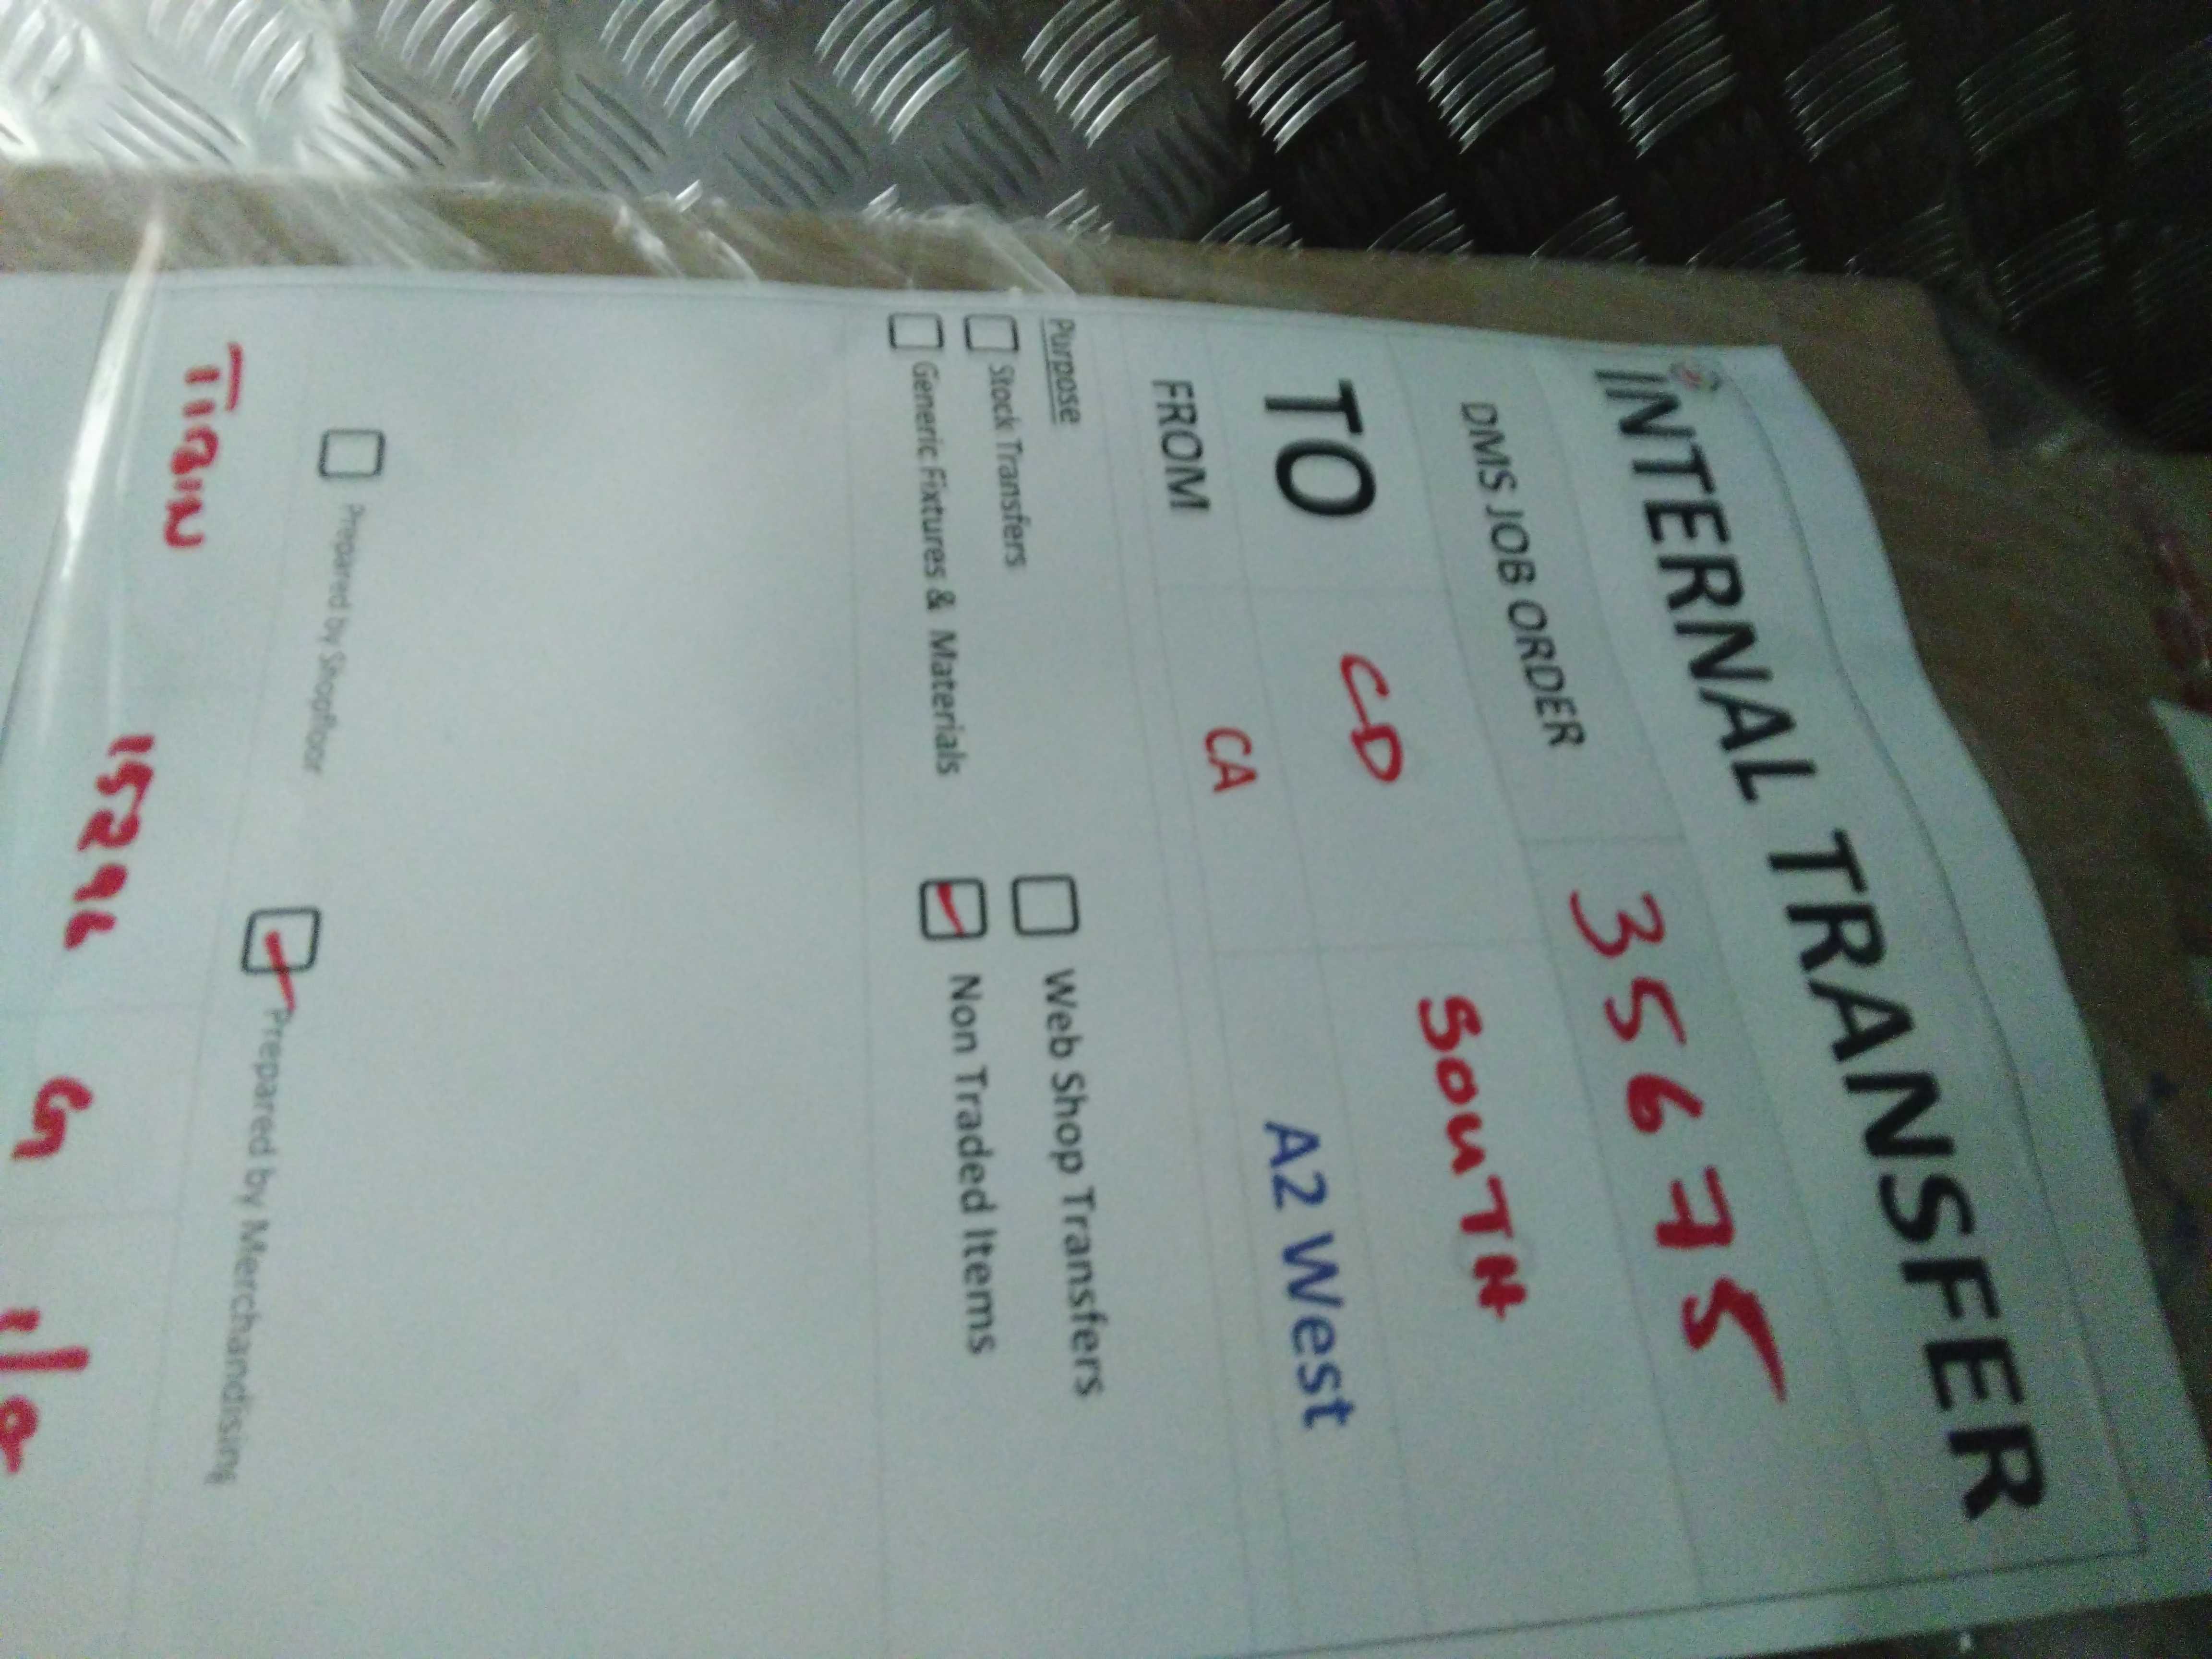 INTERNAL TRANSFER
DMS JOB ORDER 35675
TO CD SOUTH
FROM CA A2 West
Purpose
Stock Transfers Web Shop Transfers
Generic Fixtures & Materials Non Traded Items
Prepared by Shopfloor Prepared by Merchandising